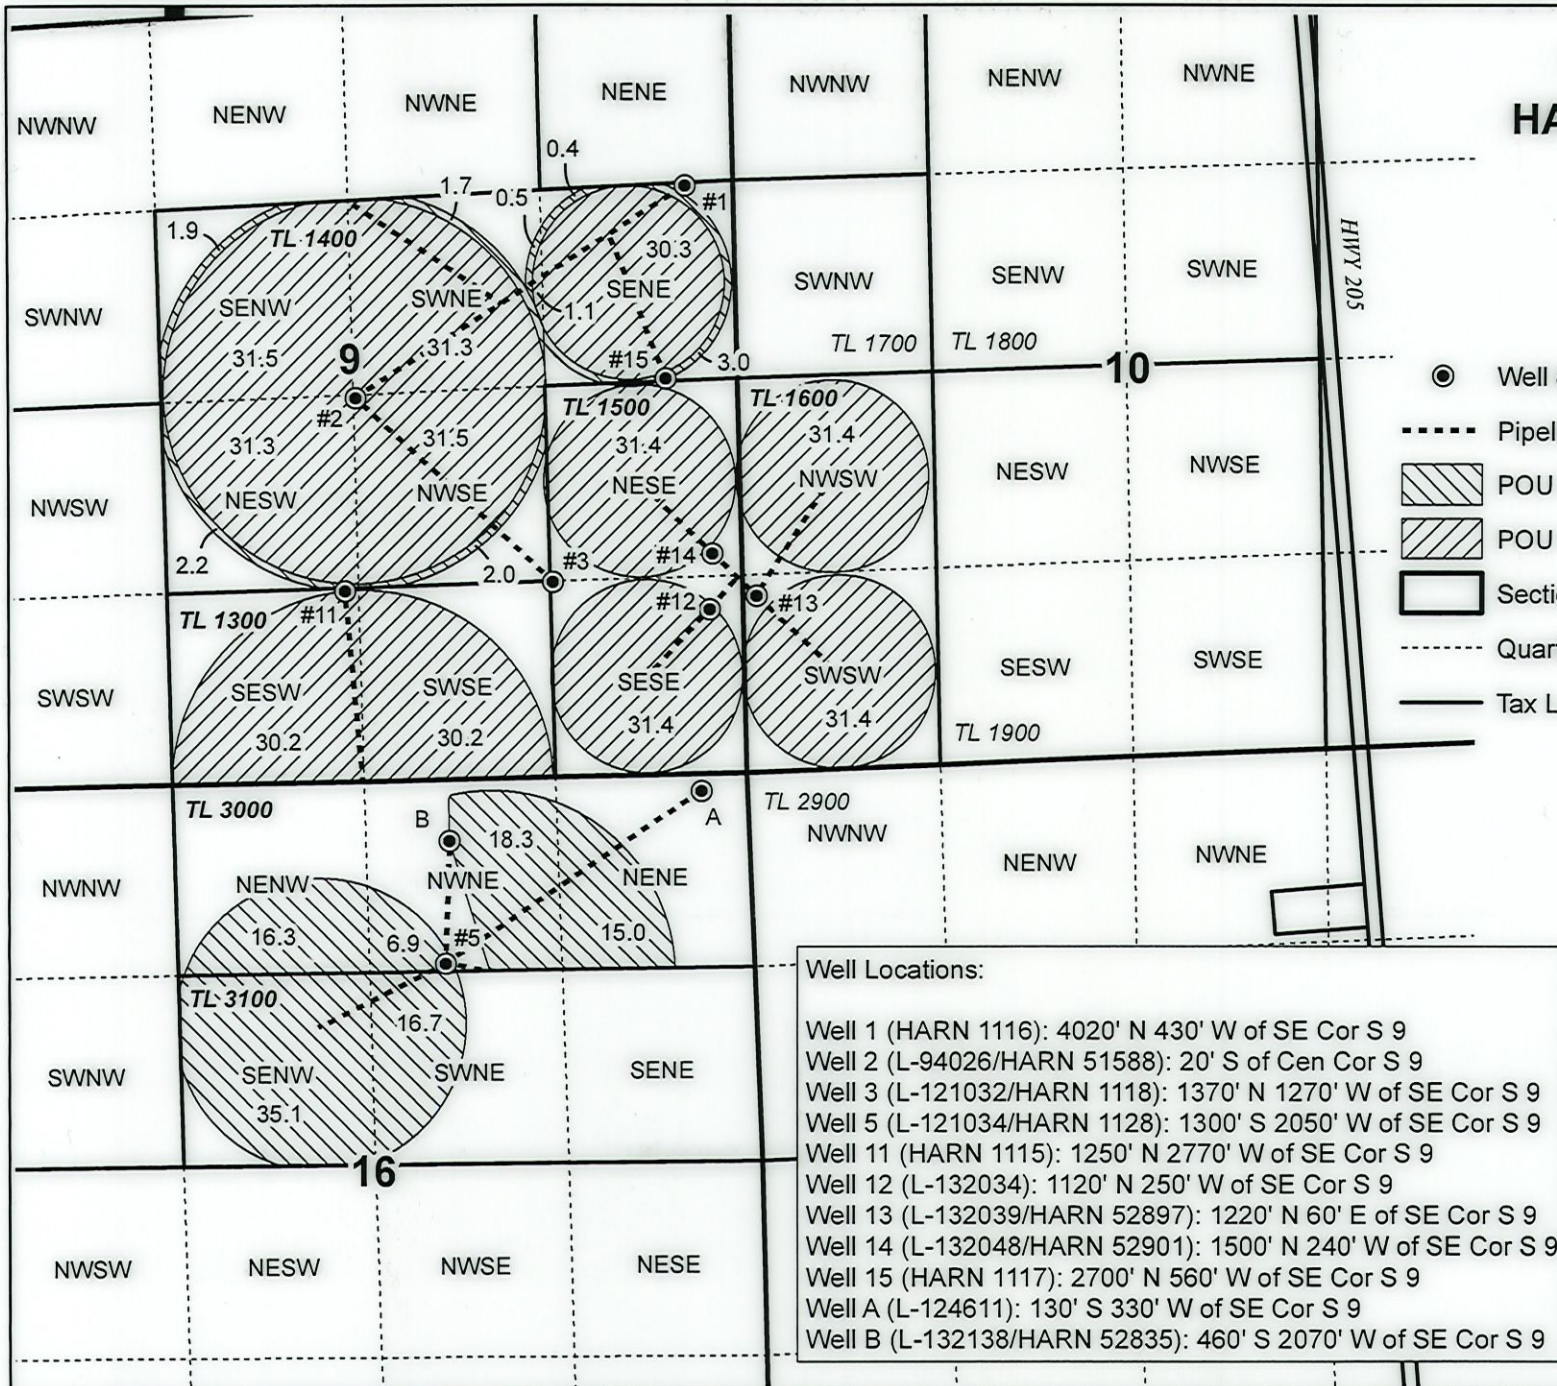 NWNW
NENW
NWNE
NENE
NWNW
NENW
NWNE
HA
0.4
1.7
0.5
#1
1.9
TL 1400
30.3
HWY 205
SWNW
SENW
SWNE
SENE
SWNW
SENW
SWNE
1.1
31.5
9
31.3
#15
3.0
TL 1700
TL 1800
10
#2
TL 1500
TL 1600
Well
31.3
31.5
31.4
31.4
Pipel
NWSW
NESW
NWSE
NESE
NWSW
NESW
NWSE
POU
#14
POU
2.2
2.0
#3
#12
#13
Secti
TL 1300
#11
Quar
SWSW
SESW
SWSE
SESE
SWSW
SESW
SWSE
30.2
30.2
31.4
31.4
Tax L
TL 1900
TL 3000
B
A
TL 2900
18.3
NWNW
NWNW
NENW
NWNE
NENE
NENW
NWNE
16.3
6.9
#5
15.0
TL 3100
16.7
SWNW
SENW
SWNE
SENE
35.1
16
NWSW
NESW
NWSE
NESE
Well Locations:
Well 1 (HARN 1116): 4020' N 430' W of SE Cor S 9
Well 2 (L-94026/HARN 51588): 20' S of Cen Cor S 9
Well 3 (L-121032/HARN 1118): 1370' N 1270' W of SE Cor S 9
Well 5 (L-121034/HARN 1128): 1300' S 2050' W of SE Cor S 9
Well 11 (HARN 1115): 1250' N 2770' W of SE Cor S 9
Well 12 (L-132034): 1120' N 250' W of SE Cor S 9
Well 13 (L-132039/HARN 52897): 1220' N 60' E of SE Cor S 9
Well 14 (L-132048/HARN 52901): 1500' N 240' W of SE Cor S 9
Well 15 (HARN 1117): 2700' N 560' W of SE Cor S 9
Well A (L-124611): 130' S 330' W of SE Cor S 9
Well B (L-132138/HARN 52835): 460' S 2070' W of SE Cor S 9